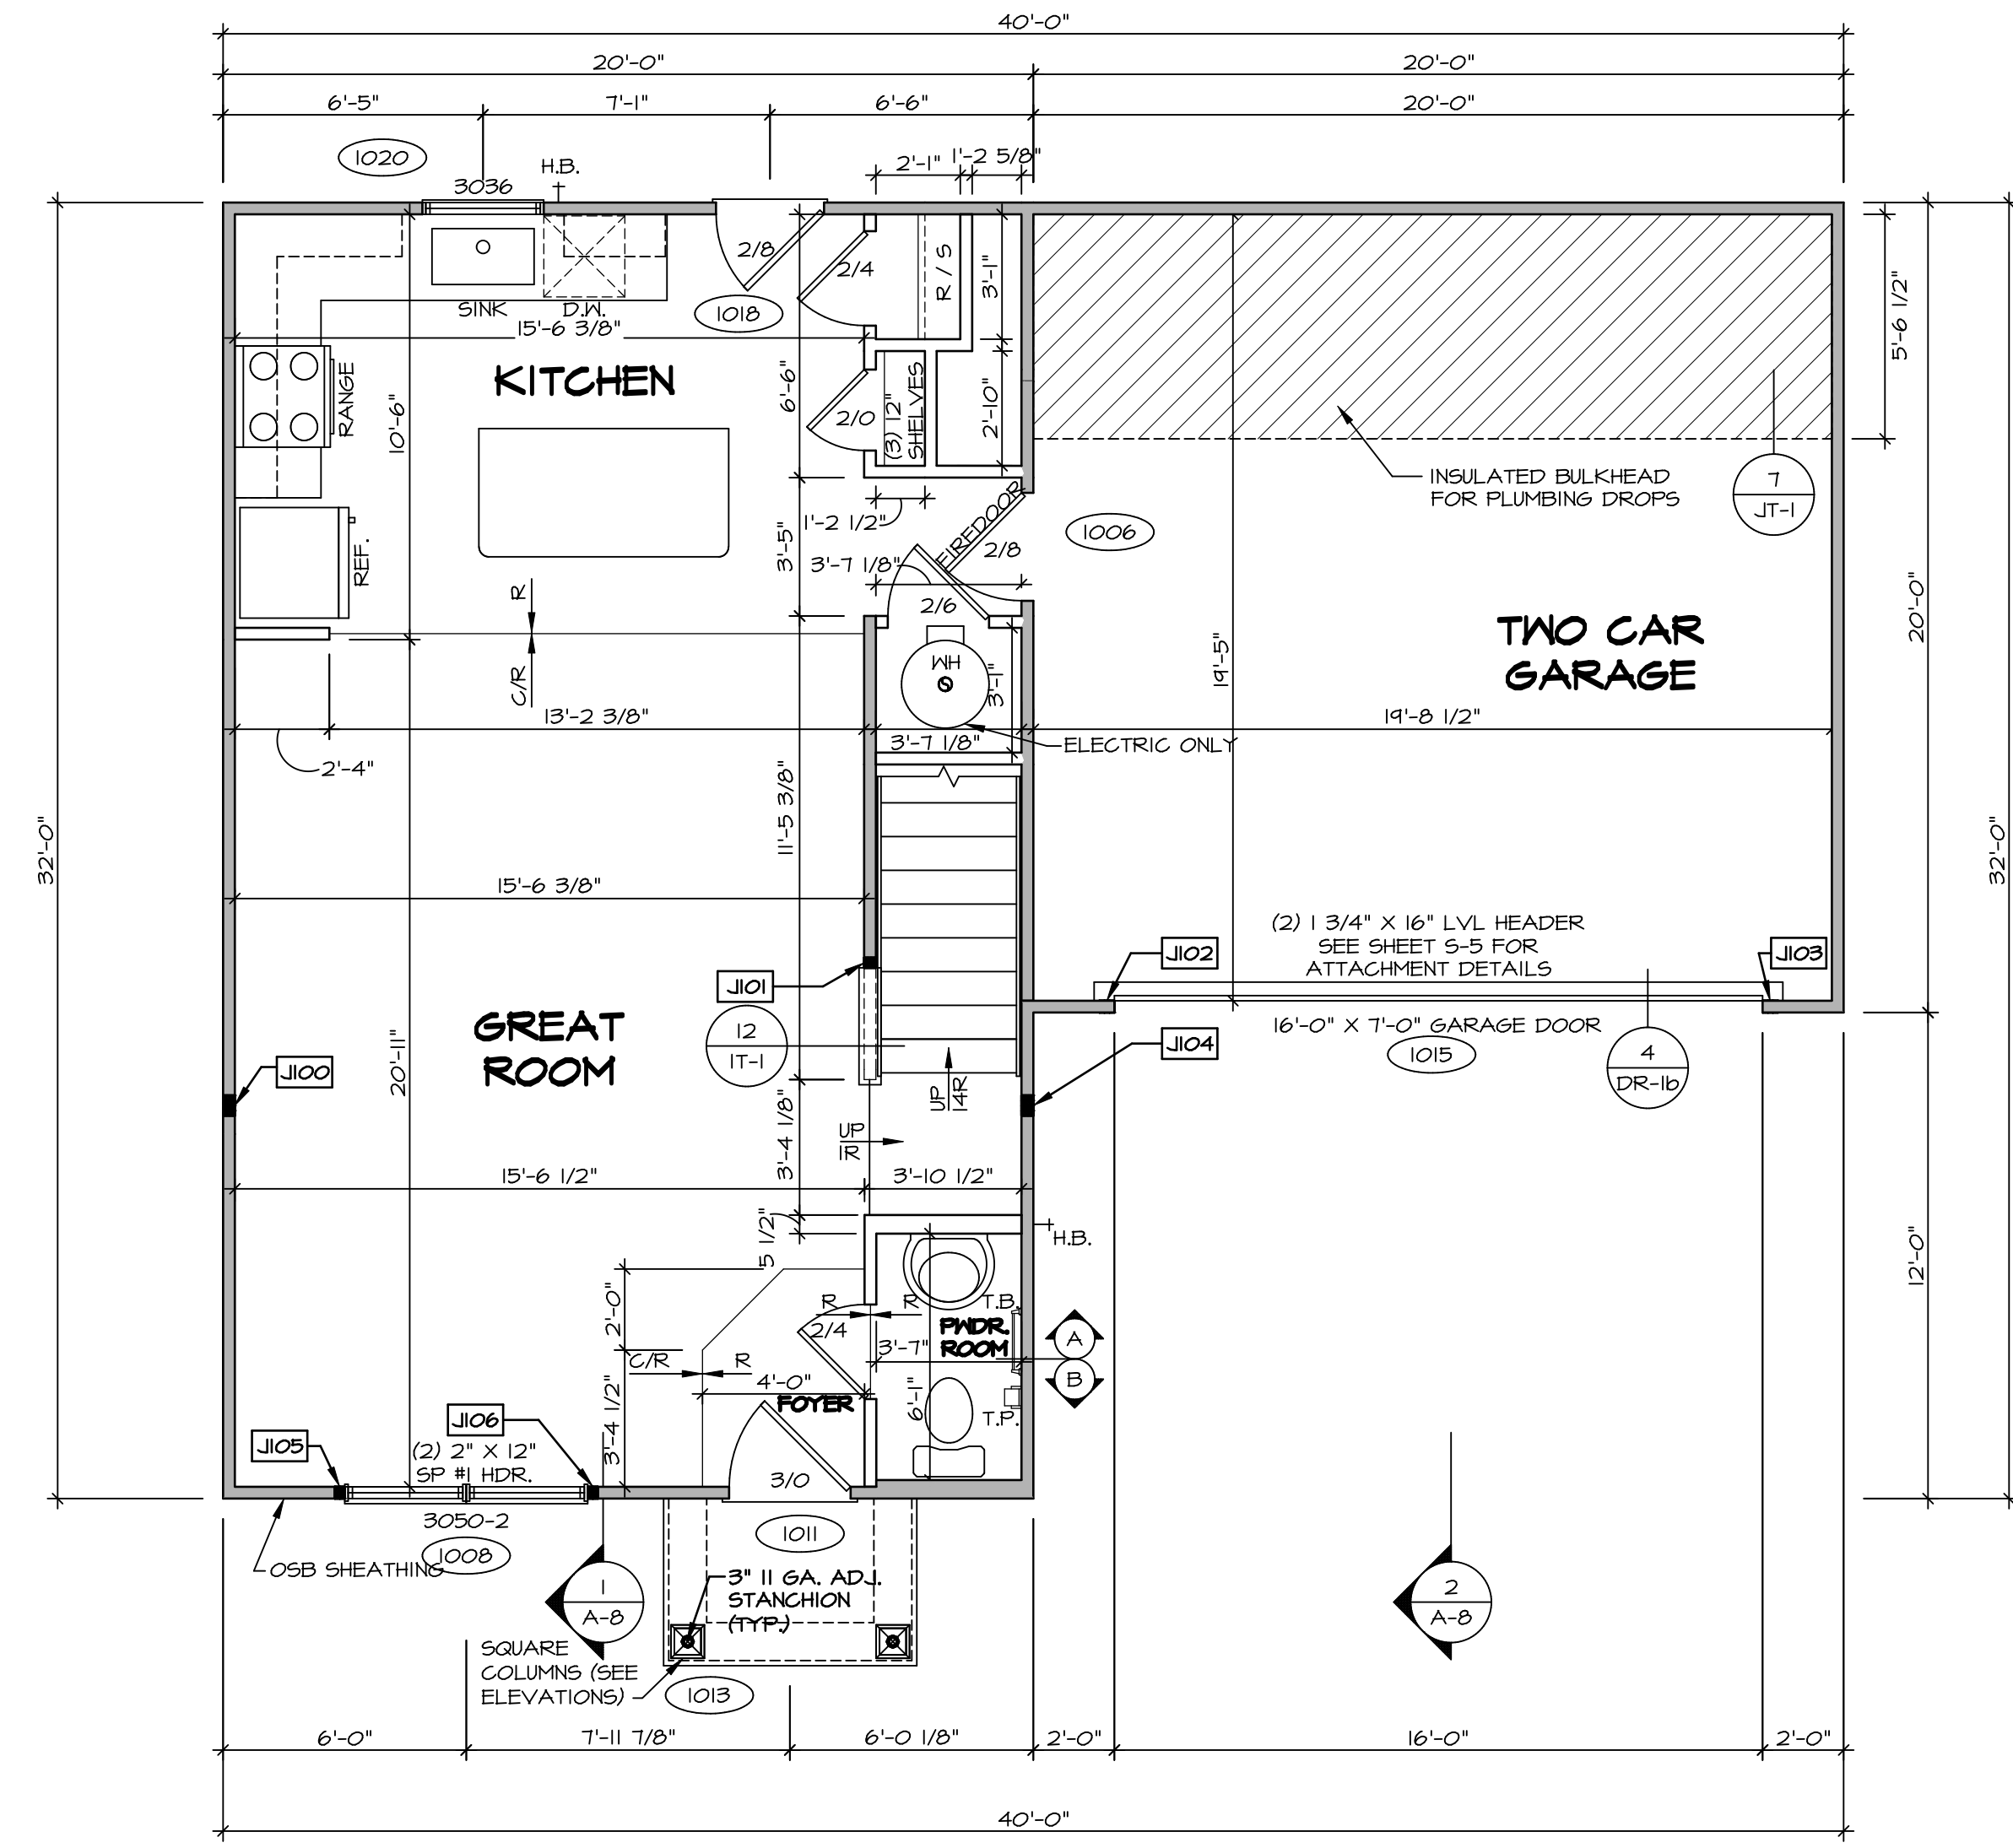 40'-0"
20'-0"
20'-0"
6'-5"
7'-1"
6'-6"
20'-0"
1020
H.B.
3036
2'-1"
1'-2 5/8"
2/8
2/4
R / S
3'-1"
5'-6 1/2"
SINK
D.W.
1018
15'-6 3/8"
RANGE
KITCHEN
10'-6"
6'-6"
2/0
(3) 12"
SHELVES
2'-10"
INSULATED BULKHEAD
FOR PLUMBING DROPS
7
JT-1
REF.
1'-2 1/2"
FIREDOOR
1006
3'-5"
3'-7 1/8"
2/8
2/6
R
C/R
20'-0"
TWO CAR
GARAGE
19'-5"
WH
3'-1"
13'-2 3/8"
19'-8 1/2"
3'-7 1/8"
ELECTRIC ONLY
2'-4"
11'-5 3/8"
32'-0"
32'-0"
15'-6 3/8"
(2) 1 3/4" X 16" LVL HEADER
SEE SHEET S-5 FOR
ATTACHMENT DETAILS
J102
J103
J101
GREAT
ROOM
12
IT-1
16'-0" X 7'-0" GARAGE DOOR
1015
4
DR-1b
J104
J100
20'-11"
UP
14R
UP
1R
3'-4 1/8"
15'-6 1/2"
3'-10 1/2"
5 1/2"
H.B.
12'-0"
2'-0"
R
R
T.B.
2/4
PWDR.
ROOM
3'-7"
A
B
C/R
R
4'-0"
FOYER
3'-4 1/2"
6'-1"
T.P.
J106
J105
(2) 2" X 12"
SP #1 HDR.
3/0
3050-2
1008
1011
OSB SHEATHING
1
A-8
3" 11 GA. ADJ.
STANCHION
(TYP.)
2
A-8
SQUARE
COLUMNS (SEE
ELEVATIONS)
1013
6'-0"
7'-11 7/8"
6'-0 1/8"
2'-0"
16'-0"
2'-0"
40'-0"